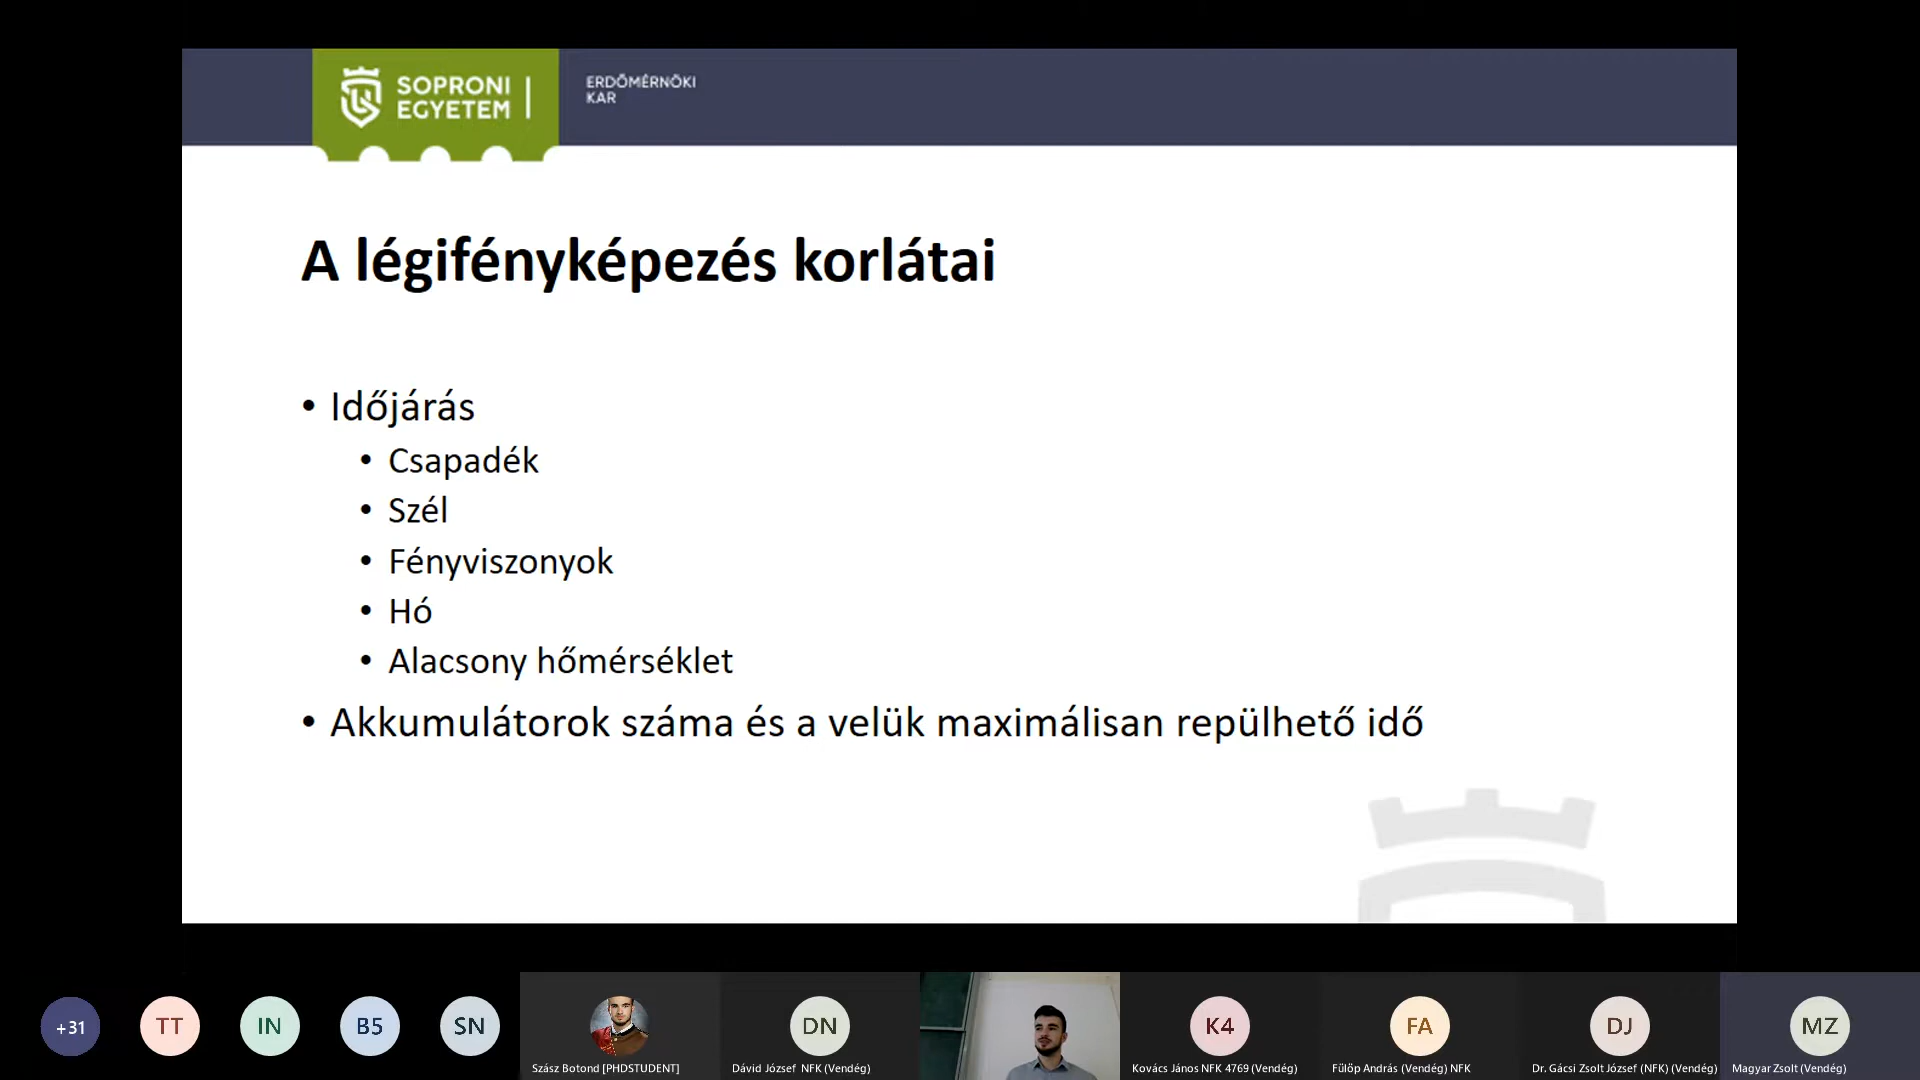 SOPRONI
EGYETEM
ERDŐMÉRNÖKI
KAR
A légifényképezés korlátai
• Időjárás
• Csapadék
• Szél
• Fényviszonyok
• Hó
• Alacsony hőmérséklet
• Akkumulátorok száma és a velük maximálisan repülhető idő
+31
TT
IN
B5
SN
DN
K4
FA
DJ
MZ
Szász Botond [PHDSTUDENT]
Dávid József NFK (Vendég)
Kovács János NFK 4769 (Vendég)
Fülöp András (Vendég) NFK
Dr. Gácsi Zsolt József (NFK) (Vendég)
Magyar Zsolt (Vendég)